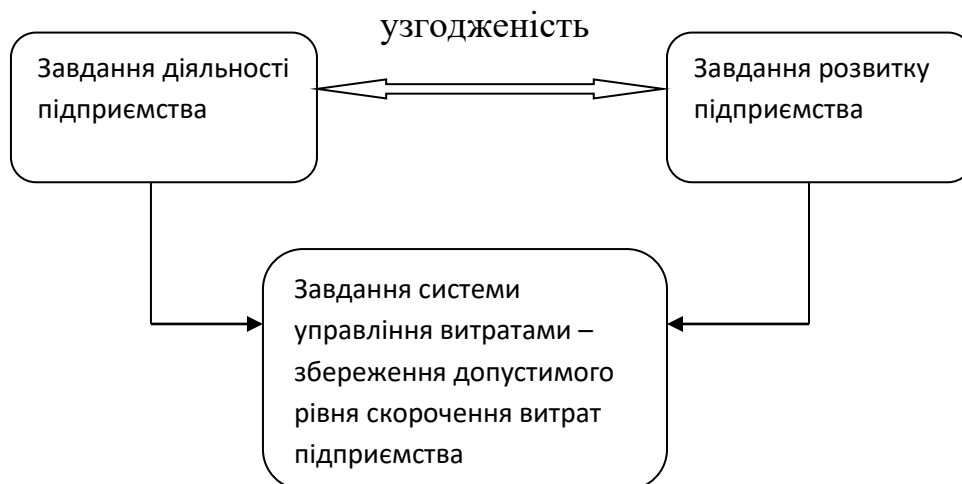 узгодженість
Завдання діяльності
підприємства
Завдання розвитку
підприємства
Завдання системи
управління витратами –
збереження допустимого
рівня скорочення витрат
підприємства